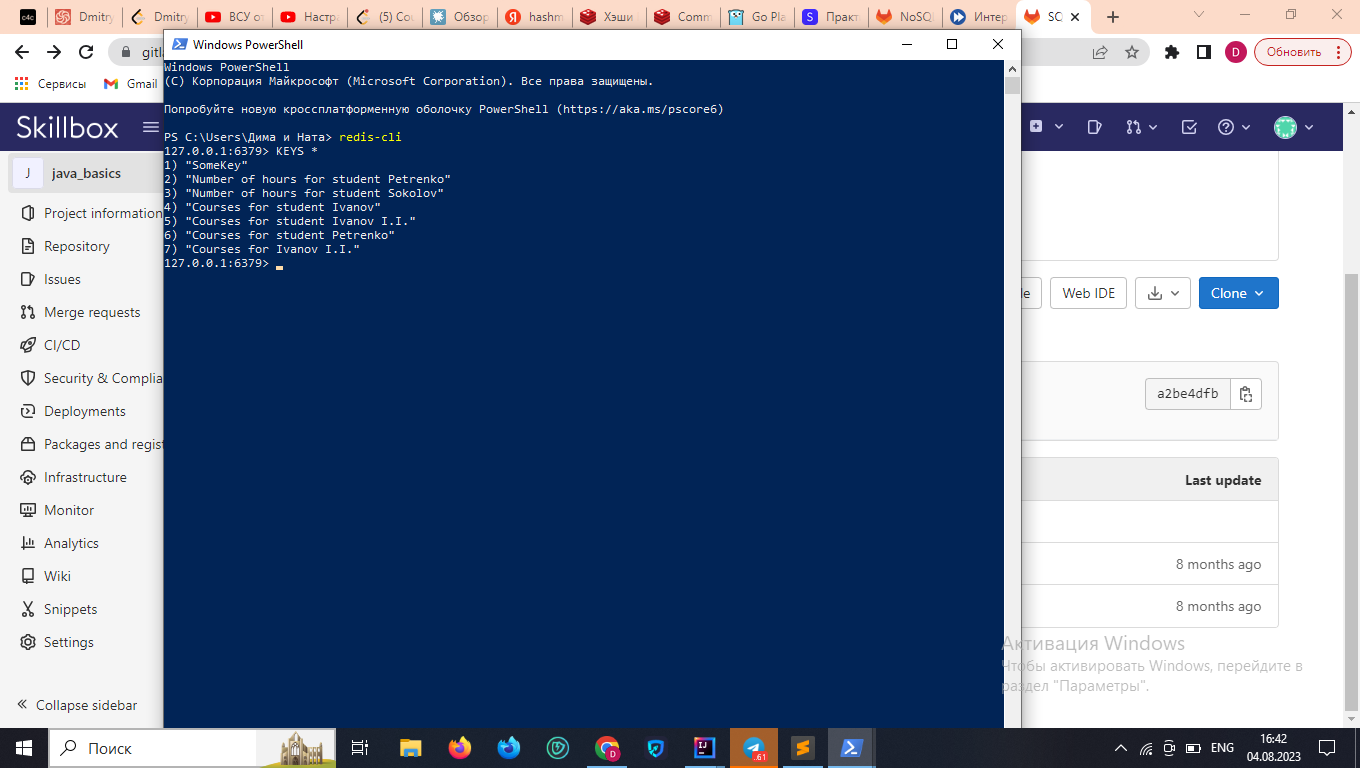 c4c
Dmitry
Dmitry
ВСУ от
Настра
(5) Cou
Обзор
hashm
Хэши
Comm
Go Pla
Практ
NoSQL
Интер
SQ
gitla
D
Обновить
Сервисы
Gmail
Windows PowerShell
Windows PowerShell
(C) Корпорация Майкрософт (Microsoft Corporation). Все права защищены.
Попробуйте новую кроссплатформенную оболочку PowerShell (https://aka.ms/pscore6)
PS C:\Users\Дима и Ната> redis-cli
127.0.0.1:6379> KEYS *
1) "SomeKey"
2) "Number of hours for student Petrenko"
3) "Number of hours for student Sokolov"
4) "Courses for student Ivanov"
5) "Courses for student Ivanov I.I."
6) "Courses for student Petrenko"
7) "Courses for Ivanov I.I."
127.0.0.1:6379>
Skillbox
J java_basics
Project information
Repository
Issues
Merge requests
CI/CD
Security & Complia
Deployments
Packages and regist
Infrastructure
Monitor
Analytics
Wiki
Snippets
Settings
Collapse sidebar
le
Web IDE
Clone
a2be4dfb
Last update
8 months ago
8 months ago
Активация Windows
Чтобы активировать Windows, перейдите в
раздел "Параметры".
Поиск
61
ENG
16:42
04.08.2023